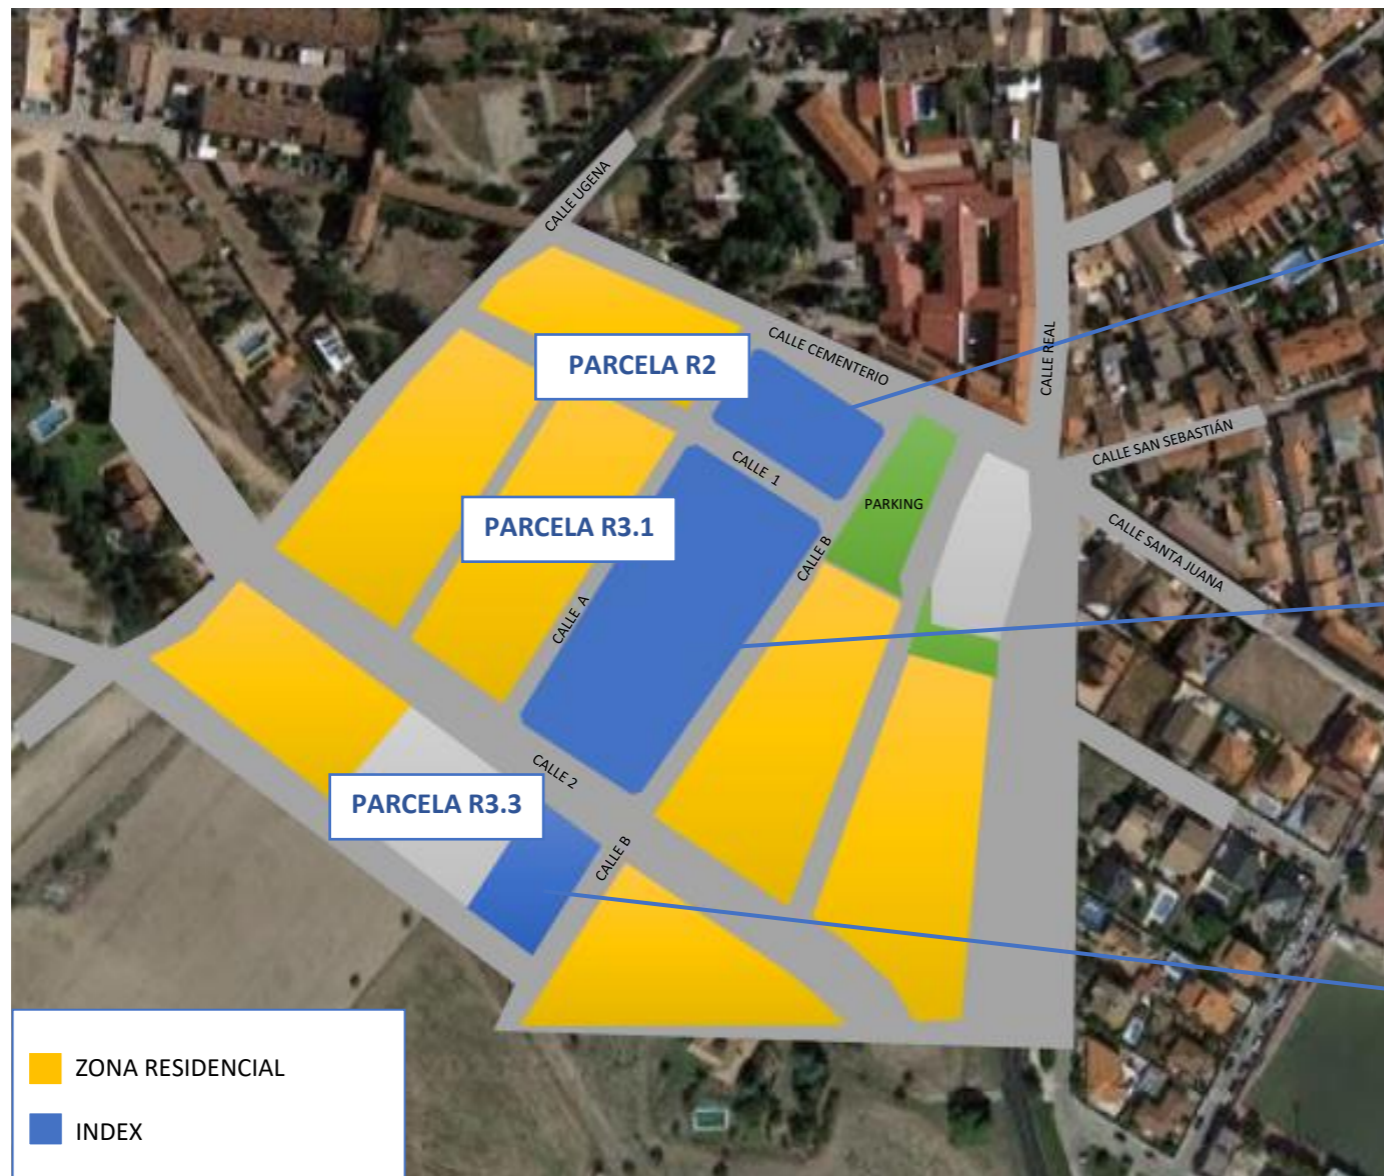 CALLE UGENA
CALLE CEMENTERIO
CALLE REAL
PARCELA R2
CALLE SAN SEBASTIÁN
CALLE 1
PARKING
PARCELA R3.1
CALLE B
CALLE SANTA JUANA
CALLE A
CALLE 2
PARCELA R3.3
CALLE B
ZONA RESIDENCIAL
INDEX